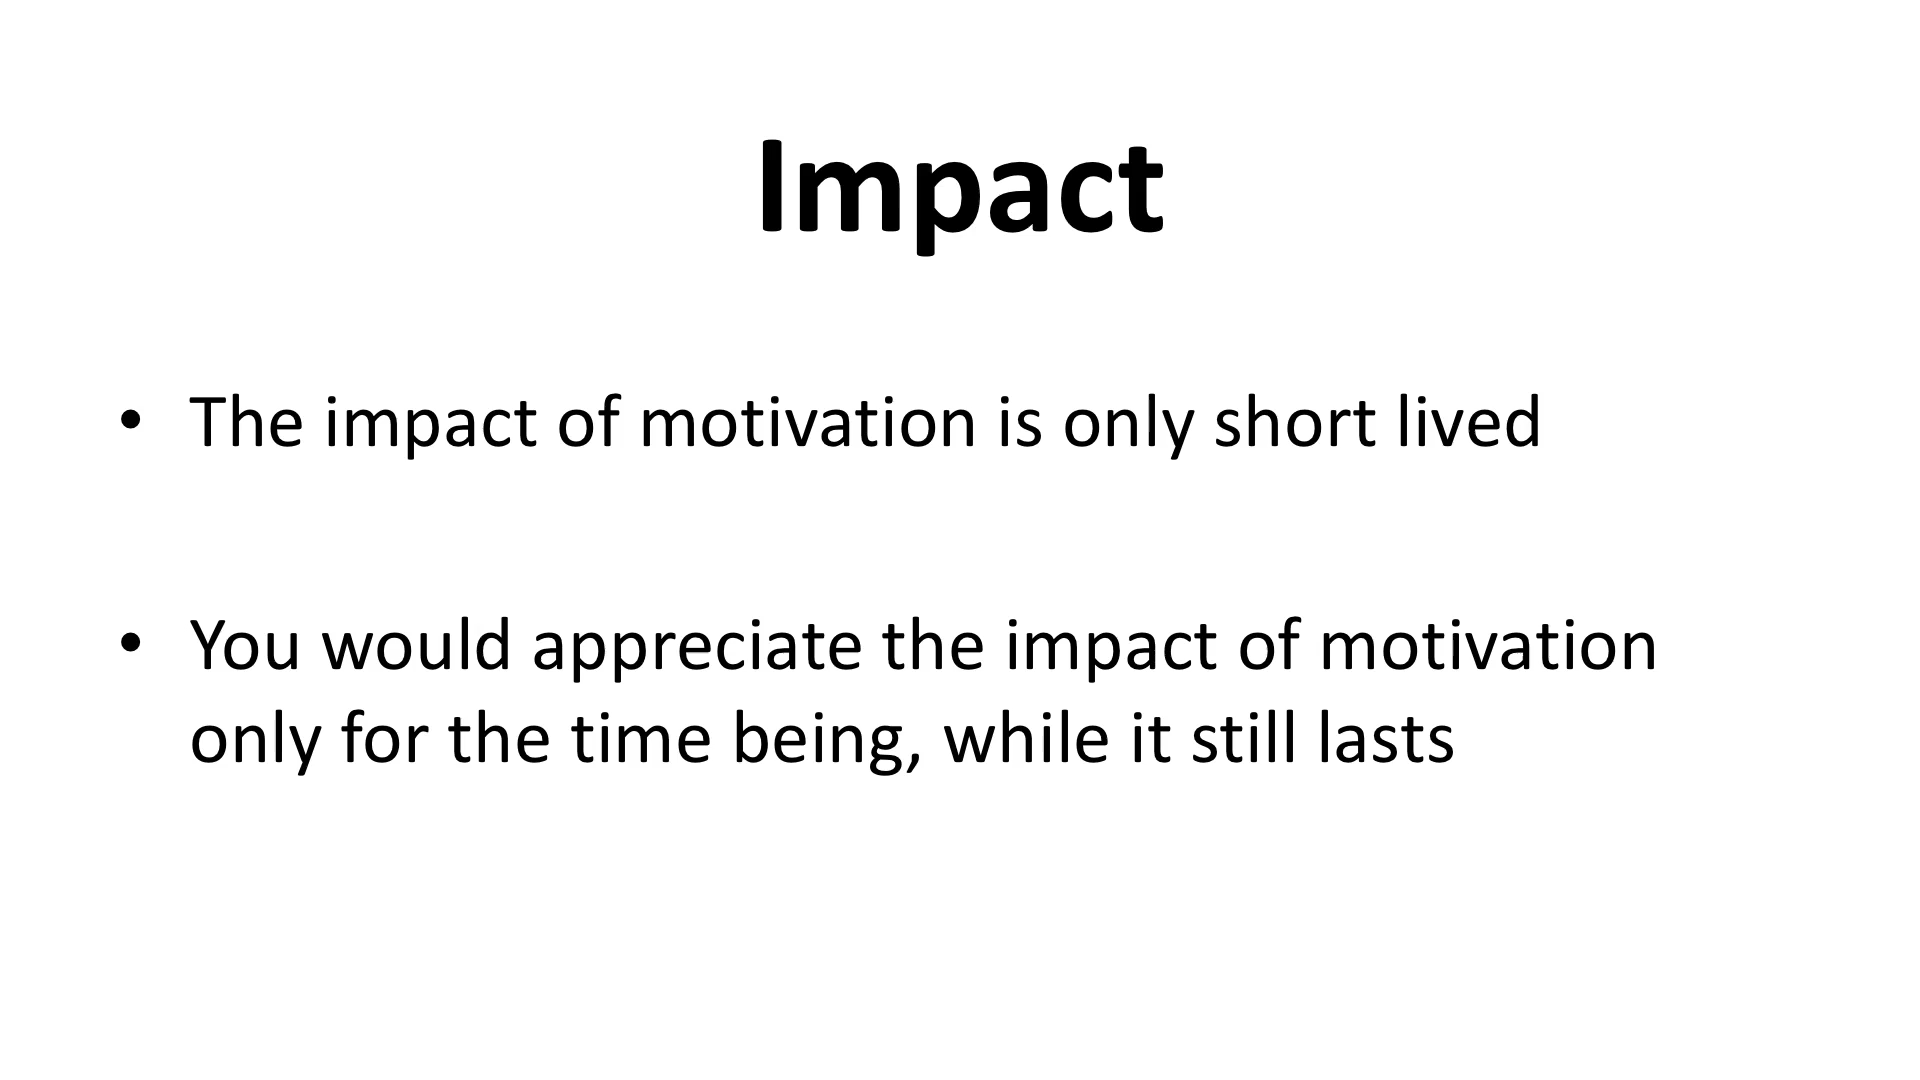 Impact
• The impact of motivation is only short lived
• You would appreciate the impact of motivation
only for the time being, while it still lasts